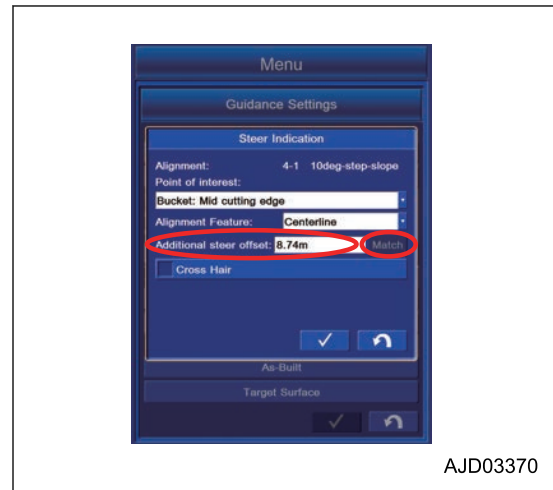 Menu
Guidance Settings
Steer Indication
Alignment: 4-1 10deg-step-slope
Point of interest:
Bucket: Mid cutting edge
Alignment Feature: Centerline
Additional steer offset: 8.74m Match
Cross Hair
As-Built
Target Surface
AJD03370